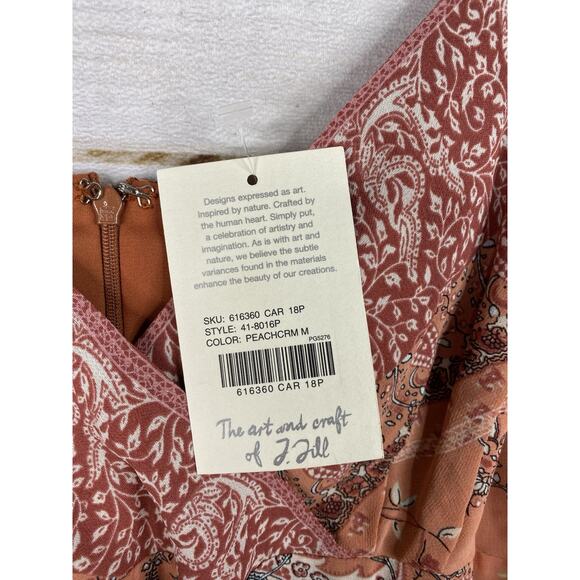 Designs expressed as art.
Inspired by nature. Crafted by
the human heart. Simply put,
a celebration of artistry and
imagination. As is with art and
nature, we believe the subtle
variances found in the materials
enhance the beauty of our creations.
SKU: 616360 CAR 18P
STYLE: 41-8016P
COLOR: PEACHCRM M
PG5276
616360 CAR 18P
The art and craft
of J. Jill